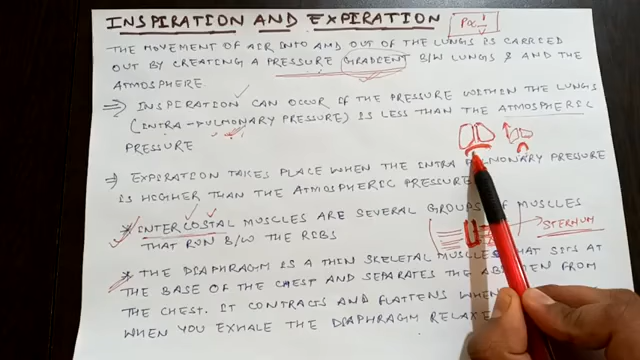 INSPIRATION AND EXPIRATION P∝ 1/V
THE MOVEMENT OF AIR INTO AND OUT OF THE LUNGS IS CARRIED
OUT BY CREATING A PRESSURE GRADIENT B/W LUNGS & AND THE
ATMOSPHERE.
⇒ INSPIRATION CAN OCCUR IF THE PRESSURE WITHIN THE LUNGS
(INTRA-PULMONARY PRESSURE) IS LESS THAN THE ATMOSPHERIC
PRESSURE
⇒ EXPIRATION TAKES PLACE WHEN THE INTRA PULMONARY PRESSURE
IS HIGHER THAN THE ATMOSPHERIC PRESSURE
* INTER COSTAL MUSCLES ARE SEVERAL GROUPS OF MUSCLES
THAT RUN B/W THE RIBS
STERNUM
* THE DIAPHRAGM IS A THIN SKELETAL MUSCLE THAT SITS AT
THE BASE OF THE CHEST AND SEPARATES THE ABDOMEN FROM
THE CHEST. IT CONTRACTS AND FLATTENS WHEN
WHEN YOU EXHALE THE DIAPHRAGM